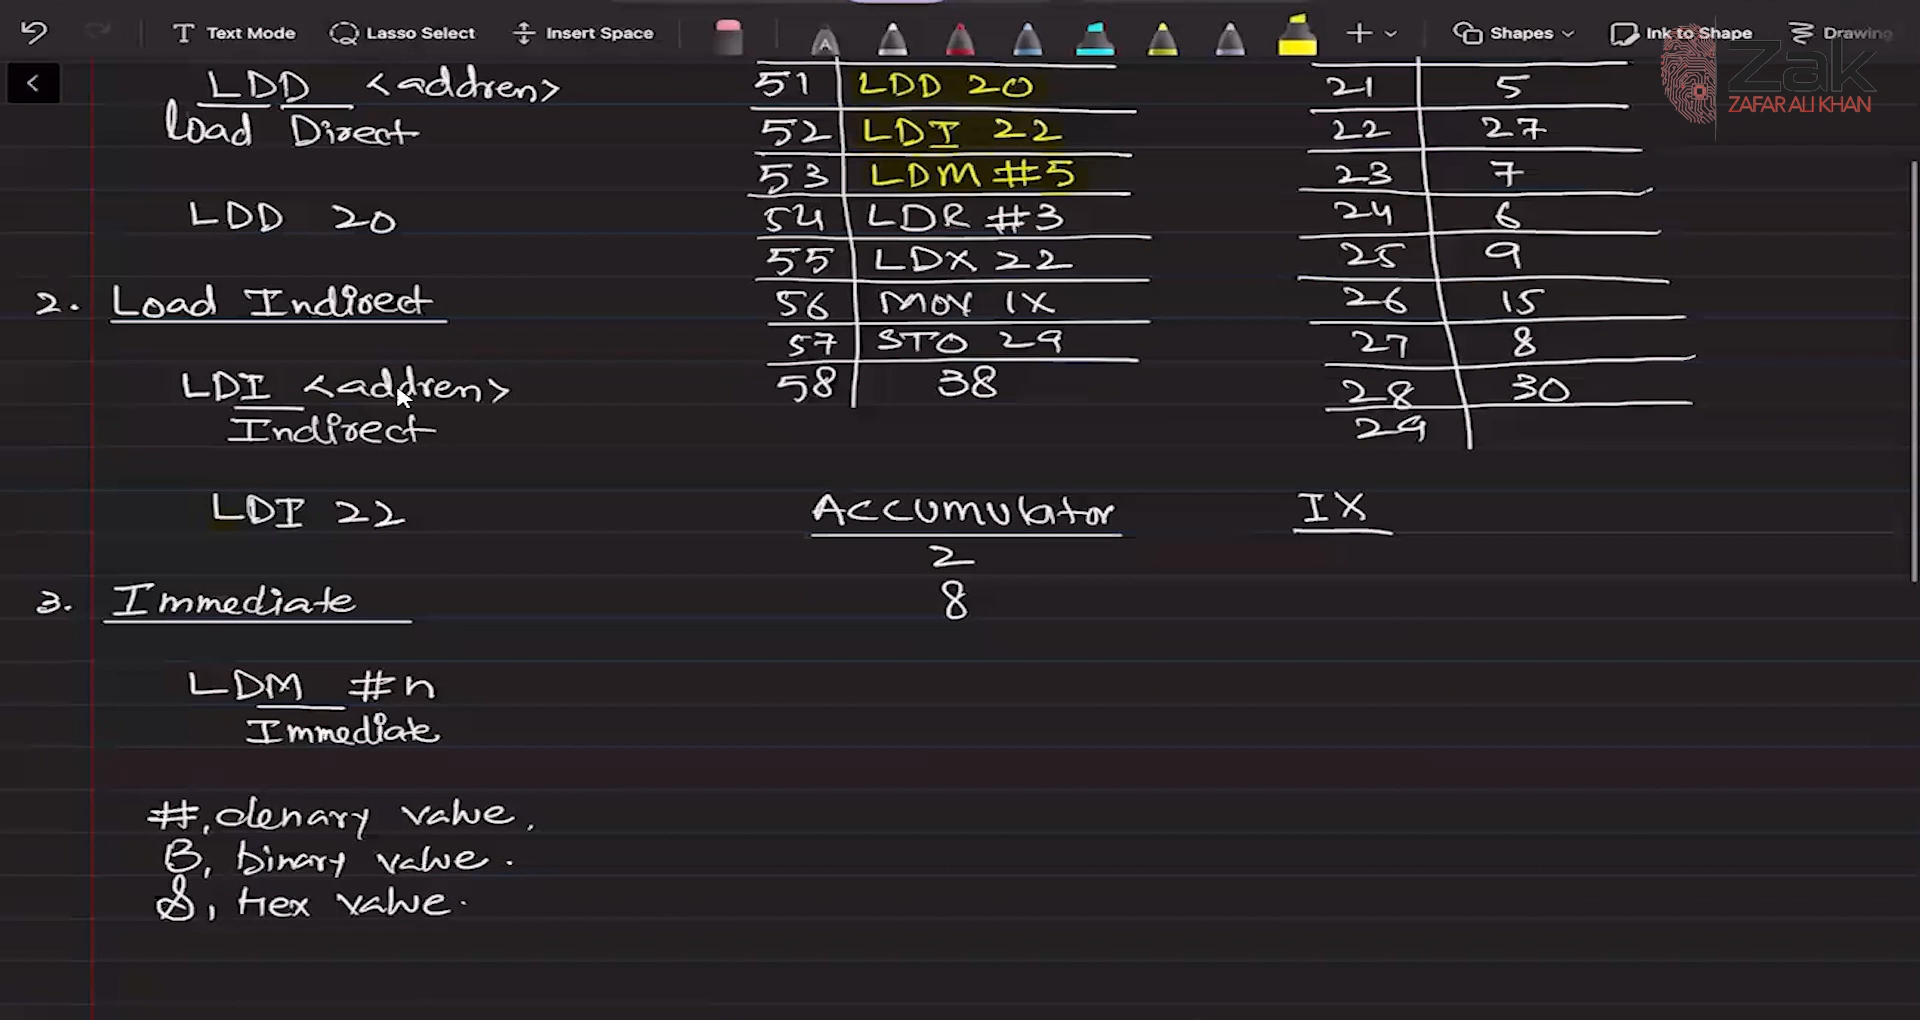 Text Mode Lasso Select Insert Space Shapes Ink to Shape Drawing
Zak
ZAFAR ALI KHAN
LDD <address>
Load Direct
LDD 20
2. Load Indirect
LDI <address>
Indirect
LDI 22
3. Immediate
LDM #n
Immediate
#, denary value.
B, binary value.
&, Hex value.
51 LDD 20
52 LDI 22
53 LDM #5
54 LDR #3
55 LDX 22
56 MOV IX
57 STO 29
58 38
21 5
22 27
23 7
24 6
25 9
26 15
27 8
28 30
29
Accumulator
2
8
IX